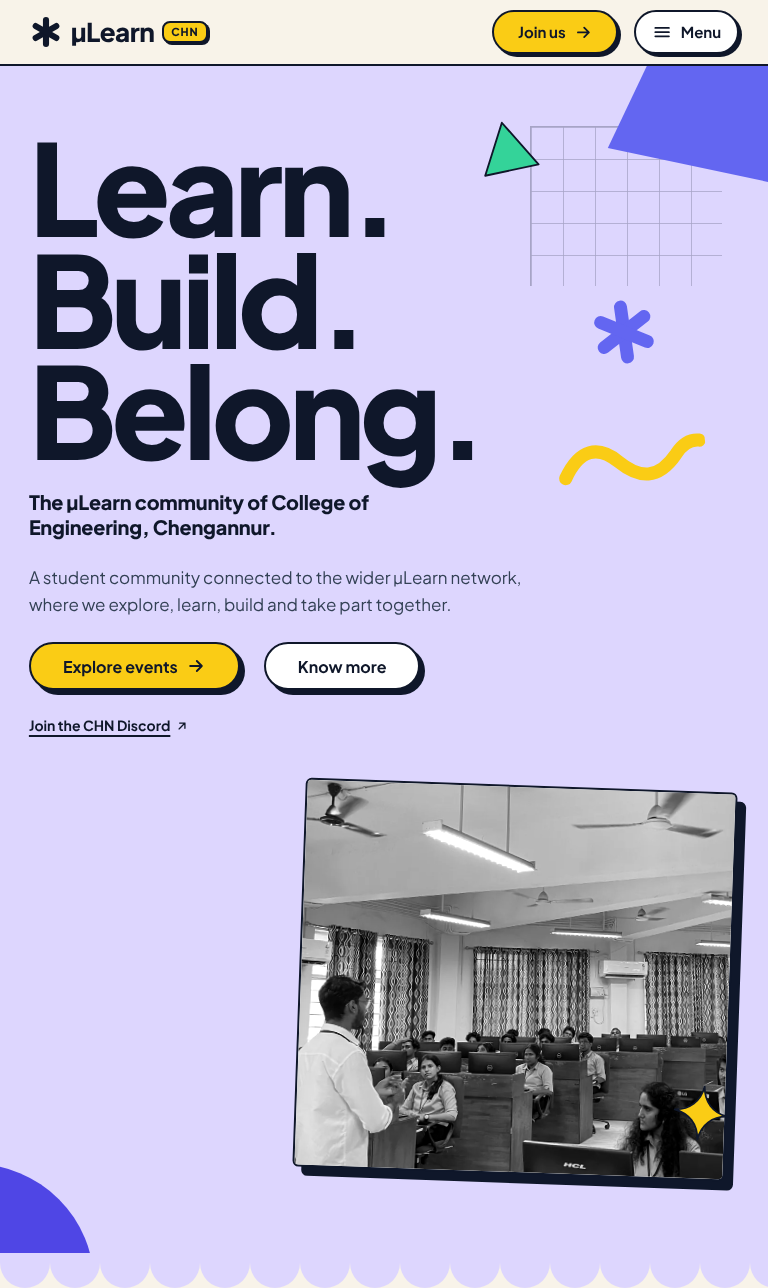 µLearn CHN
Join us
Menu
Learn.
Build.
Belong.
The µLearn community of College of
Engineering, Chengannur.
A student community connected to the wider µLearn network,
where we explore, learn, build and take part together.
Explore events
Know more
Join the CHN Discord
HCL